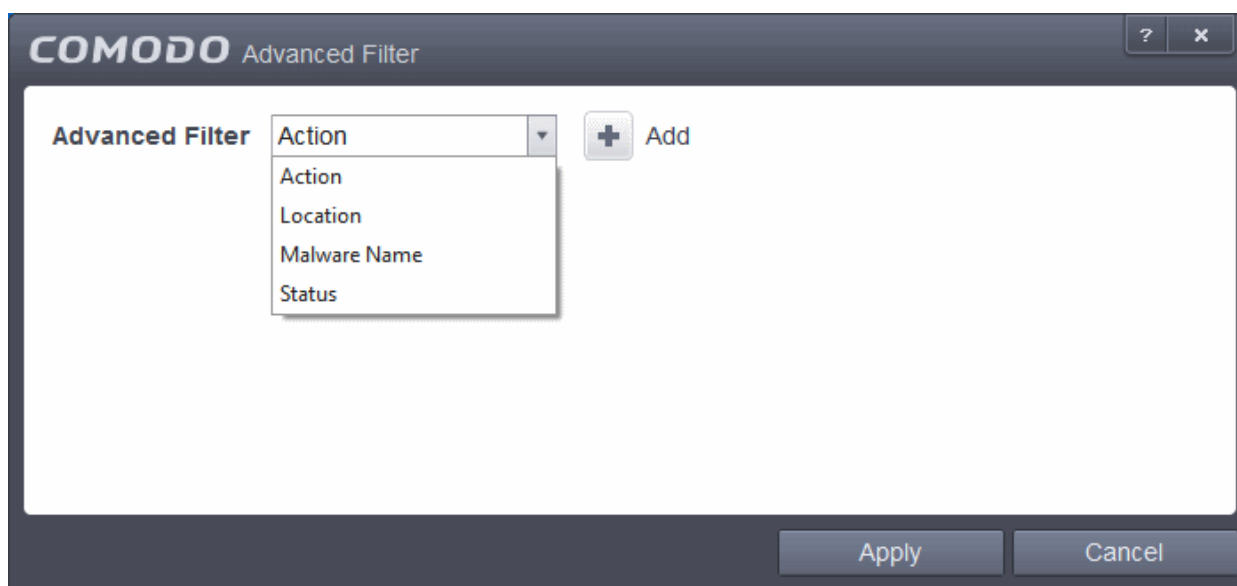 COMODO Advanced Filter ? x
Advanced Filter Action + Add
Action
Location
Malware Name
Status
Apply Cancel